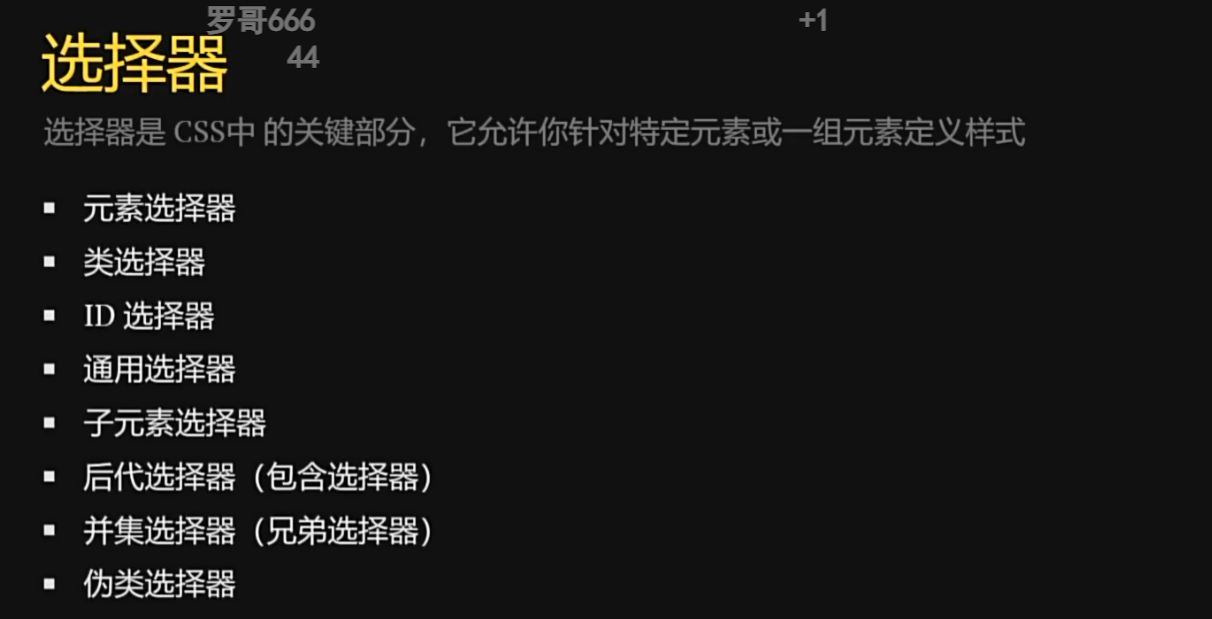 罗哥666
+1
选择器
44
选择器是 CSS中 的关键部分，它允许你针对特定元素或一组元素定义样式
▪ 元素选择器
▪ 类选择器
▪ ID 选择器
▪ 通用选择器
▪ 子元素选择器
▪ 后代选择器（包含选择器）
▪ 并集选择器（兄弟选择器）
▪ 伪类选择器